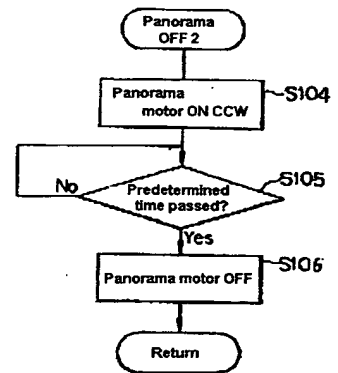 Panorama
OFF 2
Panorama
motor ON CCW
S104
No
Predetermined
time passed?
S105
Yes
Panorama motor OFF
S106
Return